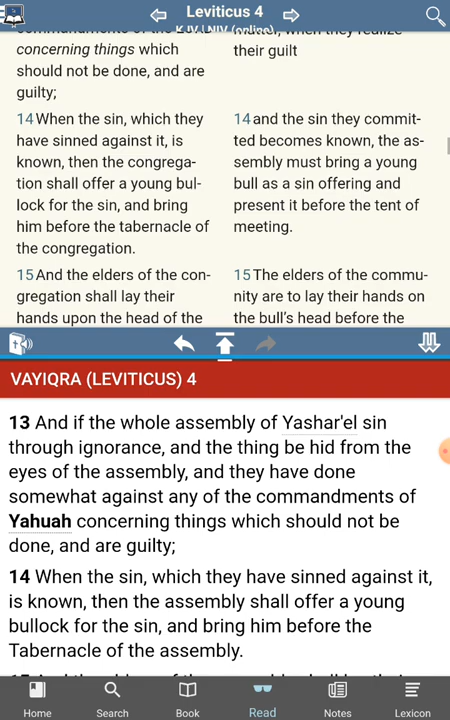 Leviticus 4
KJV NIV (online)
concerning things which
should not be done, and are
guilty;
14 When the sin, which they
have sinned against it, is
known, then the congrega-
tion shall offer a young bul-
lock for the sin, and bring
him before the tabernacle of
the congregation.
15 And the elders of the con-
gregation shall lay their
hands upon the head of the
matter, when they realize
their guilt
14 and the sin they commit-
ted becomes known, the as-
sembly must bring a young
bull as a sin offering and
present it before the tent of
meeting.
15 The elders of the commu-
nity are to lay their hands on
the bull's head before the
VAYIQRA (LEVITICUS) 4
13 And if the whole assembly of Yashar'el sin
through ignorance, and the thing be hid from the
eyes of the assembly, and they have done
somewhat against any of the commandments of
Yahuah concerning things which should not be
done, and are guilty;
14 When the sin, which they have sinned against it,
is known, then the assembly shall offer a young
bullock for the sin, and bring him before the
Tabernacle of the assembly.
Home
Search
Book
Read
Notes
Lexicon